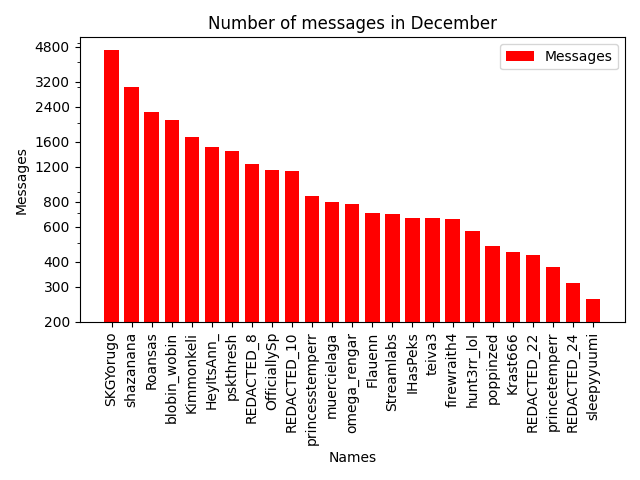 Number of messages in December
Messages
4800
3200
2400
1600
1200
800
600
400
300
200
Messages
SKGYorugo
shazanana
Roansas
blobin_wobin
Kimmonkeli
HeyItsAnn_
pskthresh
REDACTED_8
OfficiallySp
REDACTED_10
princesstemperr
muercielaga
omega_rengar
Flauenn
Streamlabs
IHasPeks
teiva3
firewraith4
hunt3rr_lol
poppinzed
Krast666
REDACTED_22
princetemperr
REDACTED_24
sleepyyuumi
Names